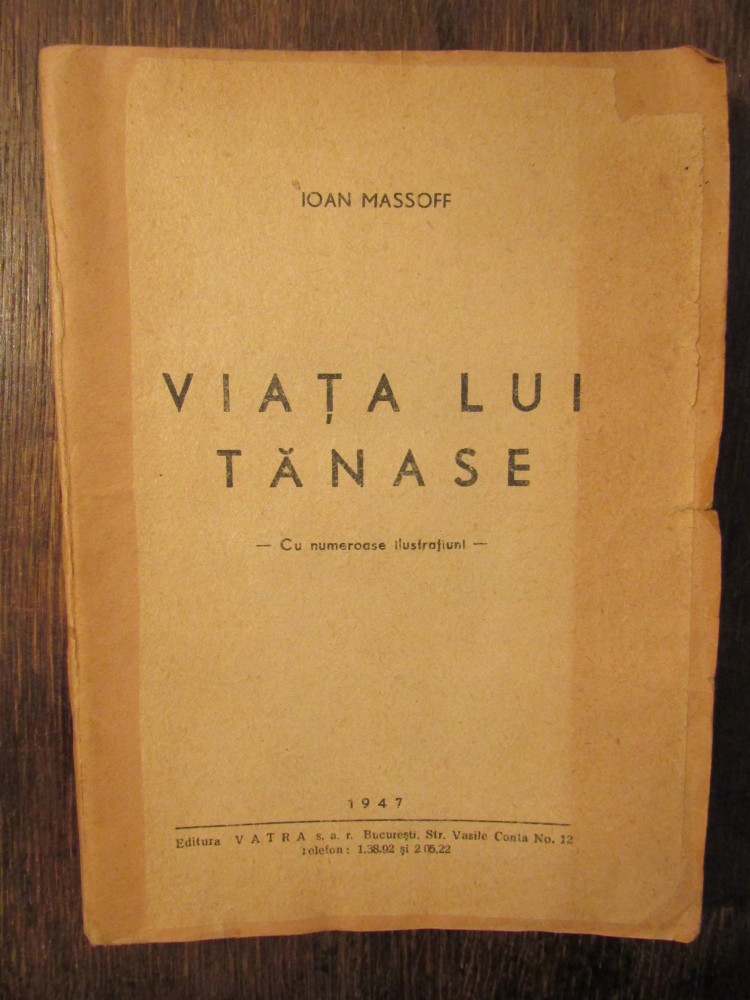 IOAN MASSOFF
VIAȚA LUI
TĂNASE
— Cu numeroase ilustrațiuni —
1947
Editura VATRA s. a. r. București, Str. Vasile Conta No. 12
Telefon: 1.38.92 și 2 05.22